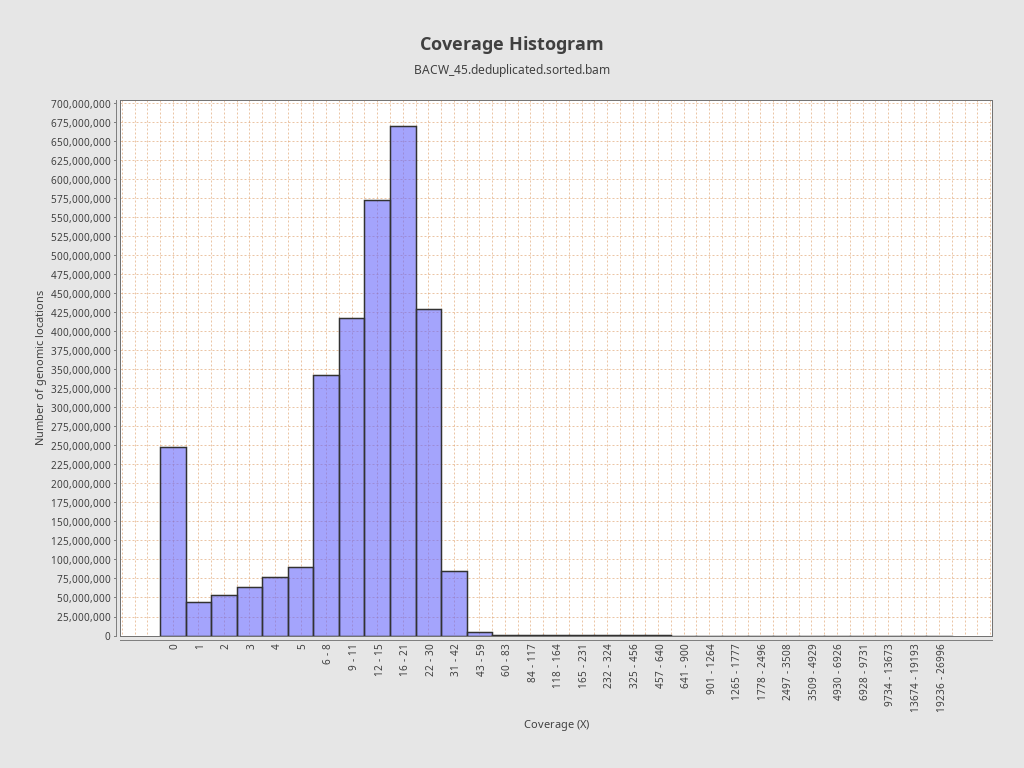 Coverage Histogram
BACW_45.deduplicated.sorted.bam
Number of genomic locations
700,000,000
675,000,000
650,000,000
625,000,000
600,000,000
575,000,000
550,000,000
525,000,000
500,000,000
475,000,000
450,000,000
425,000,000
400,000,000
375,000,000
350,000,000
325,000,000
300,000,000
275,000,000
250,000,000
225,000,000
200,000,000
175,000,000
150,000,000
125,000,000
100,000,000
75,000,000
50,000,000
25,000,000
0
0
1
2
3
4
5
6 - 8
9 - 11
12 - 15
16 - 21
22 - 30
31 - 42
43 - 59
60 - 83
84 - 117
118 - 164
165 - 231
232 - 324
325 - 456
457 - 640
641 - 900
901 - 1264
1265 - 1777
1778 - 2496
2497 - 3508
3509 - 4929
4930 - 6926
6928 - 9731
9734 - 13673
13674 - 19193
19236 - 26996
Coverage (X)